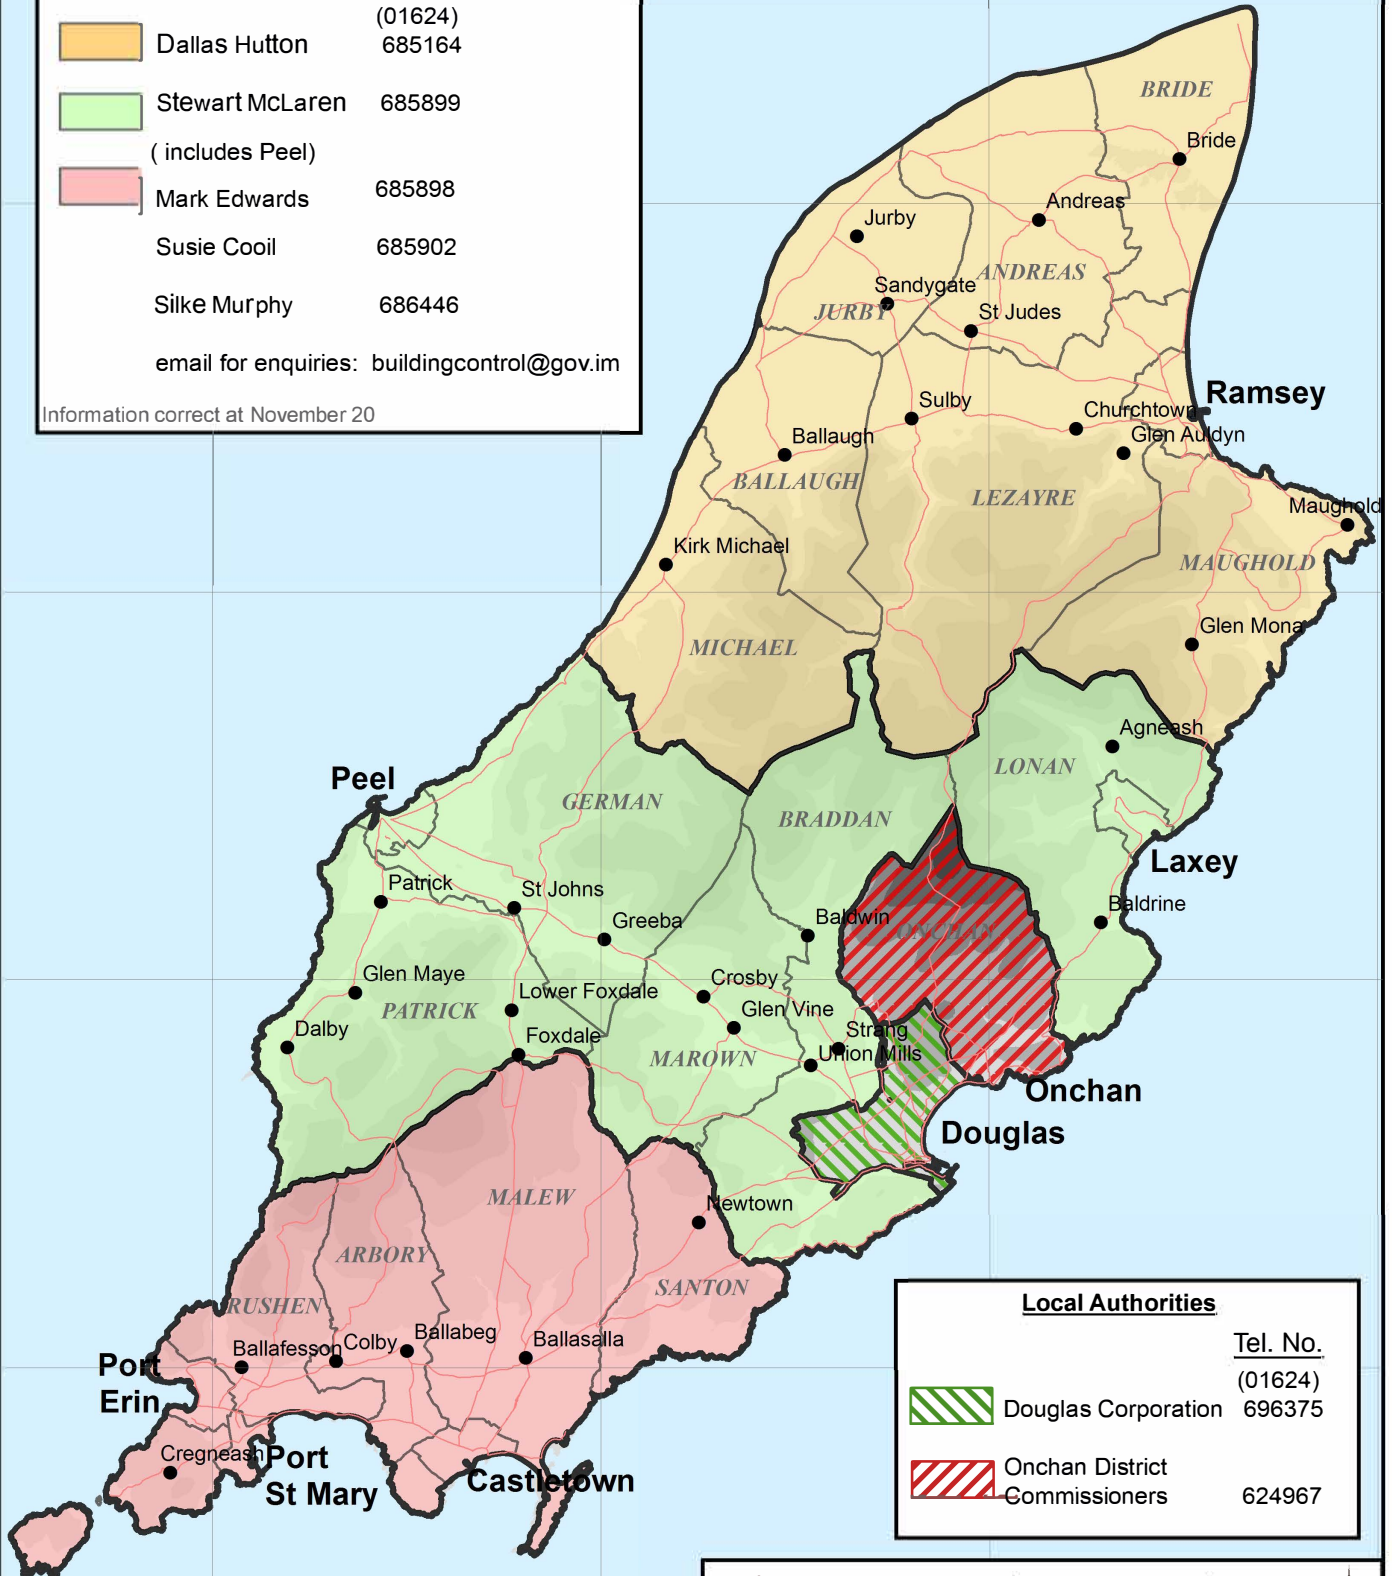 (01624)
Dallas Hutton 685164
Stewart McLaren 685899
( includes Peel)
Mark Edwards 685898
Susie Cooil 685902
Silke Murphy 686446
email for enquiries: buildingcontrol@gov.im
Information correct at November 20
BRIDE
Bride
Andreas
Jurby
ANDREAS
Sandygate
JURBY
St Judes
Ramsey
Sulby
Churchtown
Ballaugh
Glen Auldyn
BALLAUGH
LEZAYRE
Maughold
Kirk Michael
MAUGHOLD
Glen Mona
MICHAEL
Agneash
LONAN
Peel
GERMAN
BRADDAN
Laxey
Patrick
St Johns
Baldrine
Greeba
Baldwin
ONCHAN
Glen Maye
Crosby
Lower Foxdale
PATRICK
Glen Vine
Dalby
Foxdale
Strang
MAROWN
Union Mills
Onchan
Douglas
MALEW
Newtown
ARBORY
SANTON
RUSHEN
Ballafesson
Colby
Ballabeg
Ballasalla
Port
Erin
Cregneash
Port
St Mary
Castletown
Local Authorities
Tel. No.
(01624)
Douglas Corporation 696375
Onchan District
Commissioners 624967